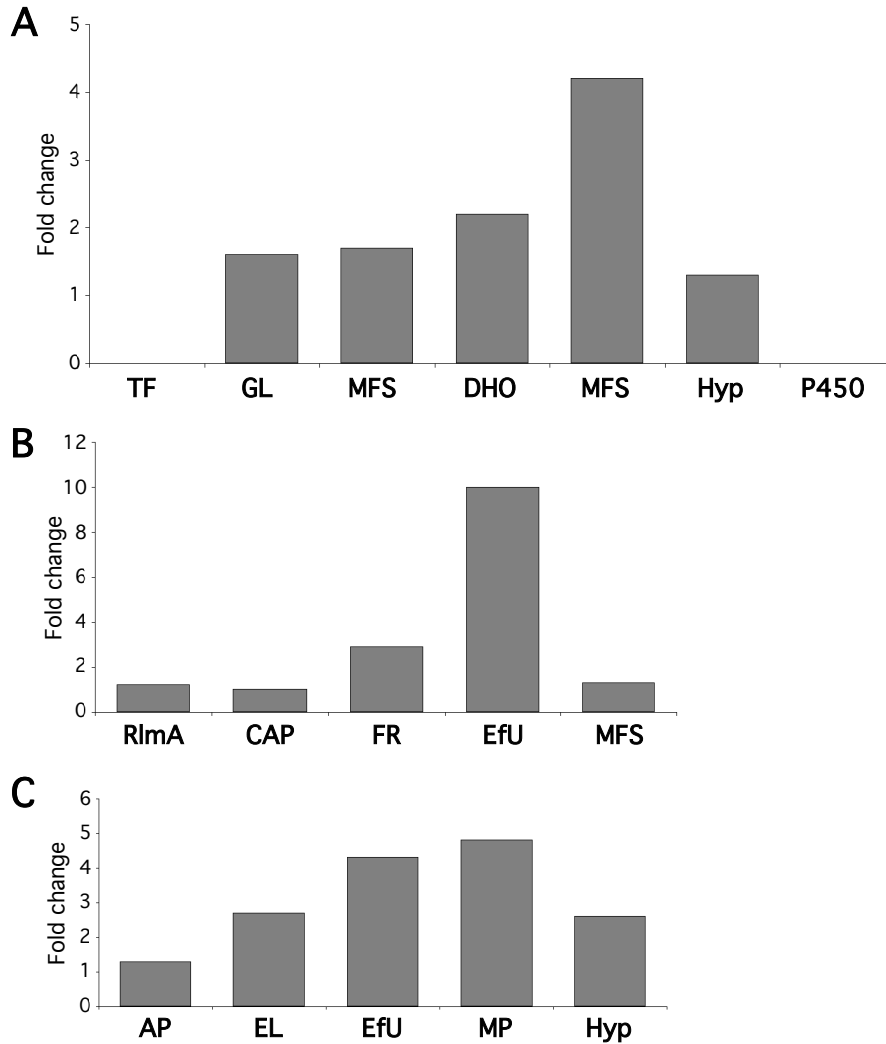 A
5
4
3
2
1
0
Fold change
TF GL MFS DHO MFS Hyp P450
B
12
10
8
6
4
2
0
Fold change
RlmA CAP FR EfU MFS
C
6
5
4
3
2
1
0
Fold change
AP EL EfU MP Hyp